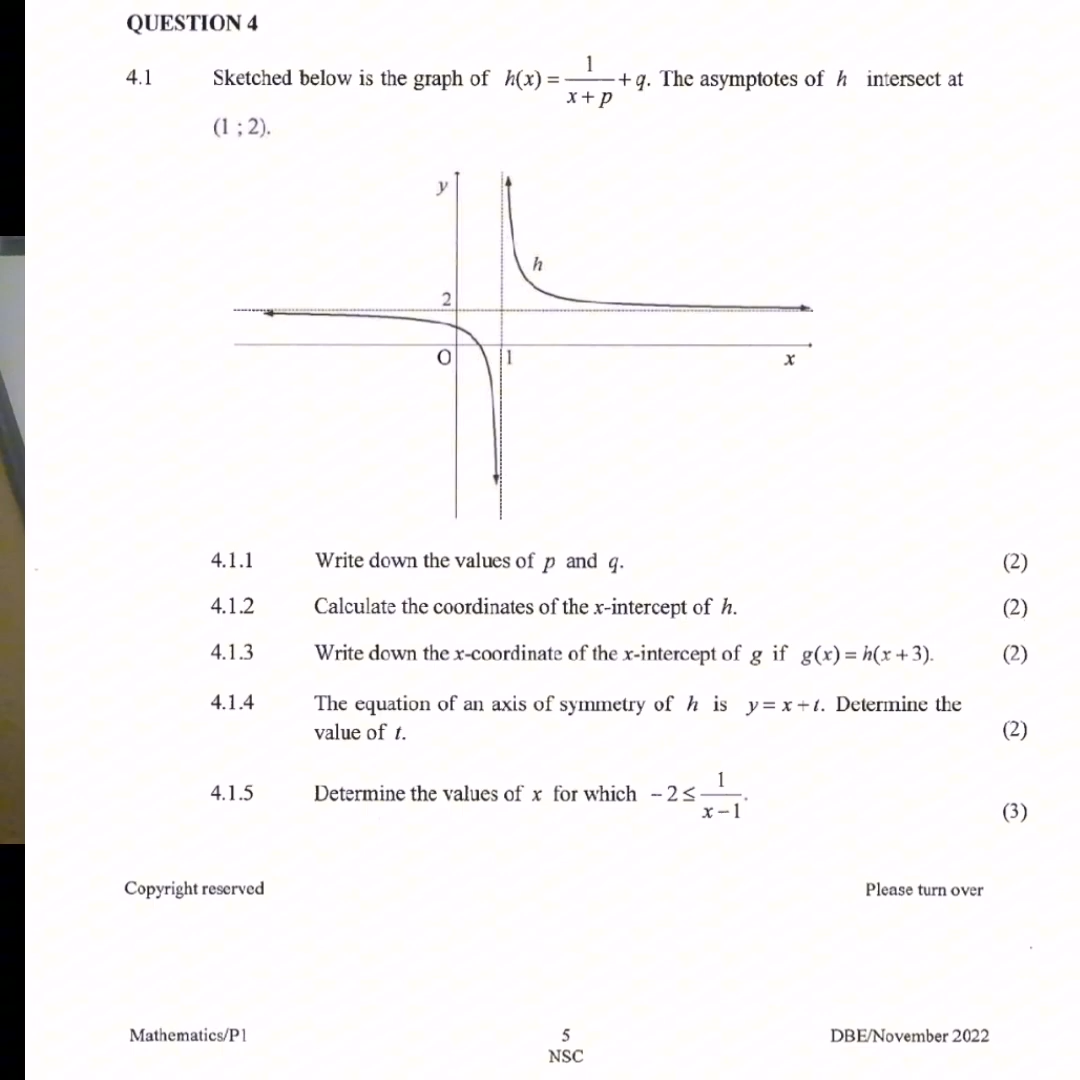 QUESTION 4
4.1 Sketched below is the graph of h(x) = 1/(x + p) + q. The asymptotes of h intersect at
(1 ; 2).
y
h
2
O 1 x
4.1.1 Write down the values of p and q. (2)
4.1.2 Calculate the coordinates of the x-intercept of h. (2)
4.1.3 Write down the x-coordinate of the x-intercept of g if g(x) = h(x + 3). (2)
4.1.4 The equation of an axis of symmetry of h is y = x + t. Determine the
value of t. (2)
4.1.5 Determine the values of x for which −2 ≤ 1/(x − 1). (3)
Copyright reserved Please turn over
Mathematics/P1 5 DBE/November 2022
NSC